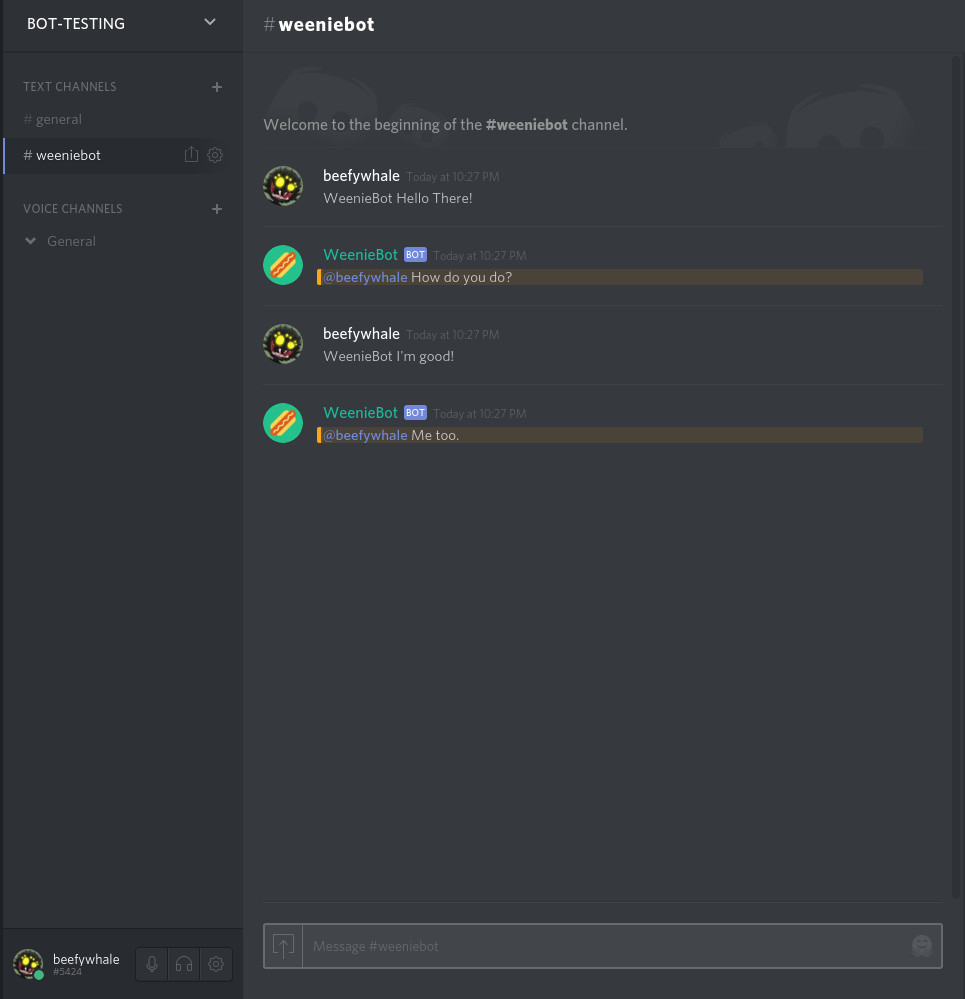 BOT-TESTING
TEXT CHANNELS
# general
# weeniebot
VOICE CHANNELS
General
beefywhale
#5424
#weeniebot
Welcome to the beginning of the #weeniebot channel.
beefywhale Today at 10:27 PM
WeenieBot Hello There!
WeenieBot BOT Today at 10:27 PM
@beefywhale How do you do?
beefywhale Today at 10:27 PM
WeenieBot I'm good!
WeenieBot BOT Today at 10:27 PM
@beefywhale Me too.
Message #weeniebot